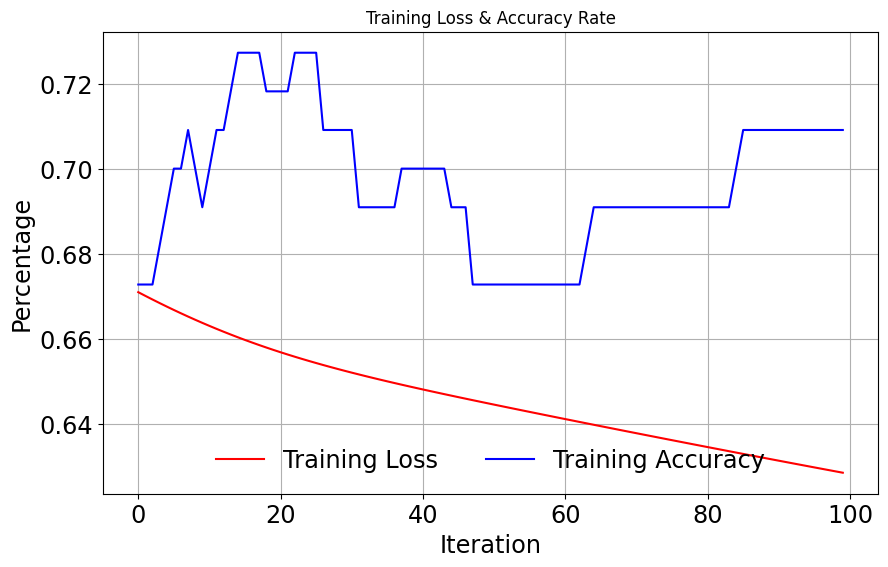 Training Loss & Accuracy Rate
Percentage
0.72
0.70
0.68
0.66
0.64
Training Loss
Training Accuracy
0 20 40 60 80 100
Iteration